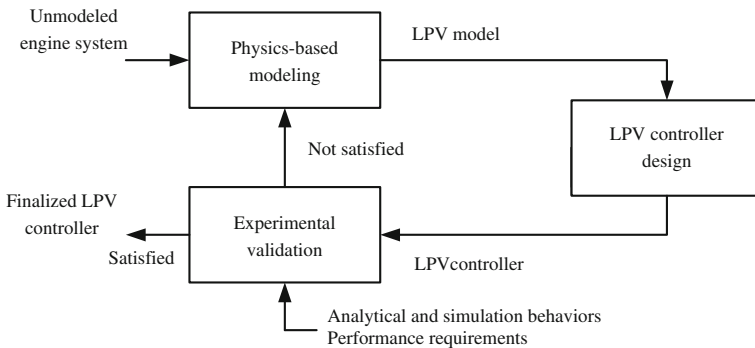 Unmodeled
engine system
Physics-based
modeling
LPV model
LPV controller
design
Not satisfied
Finalized LPV
controller
Satisfied
Experimental
validation
LPVcontroller
Analytical and simulation behaviors
Performance requirements